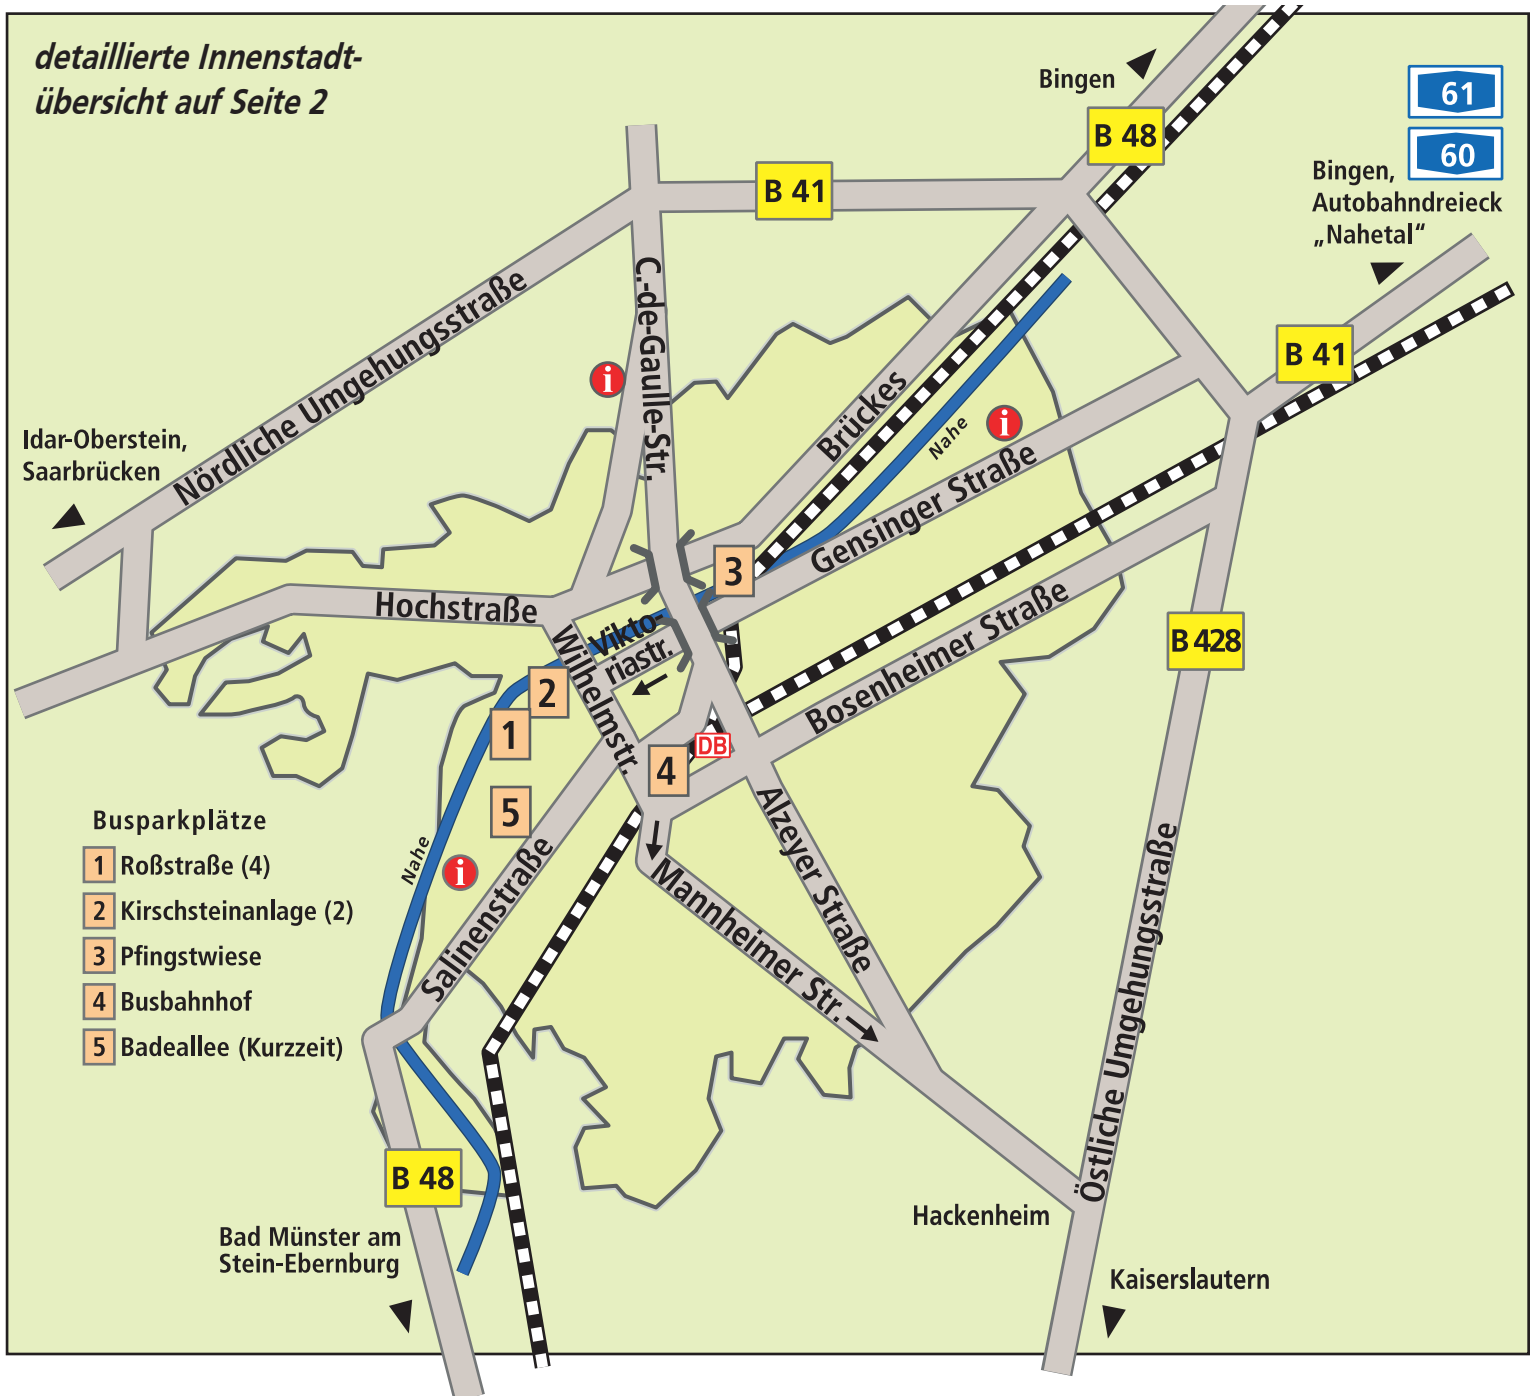 detaillierte Innenstadt-
übersicht auf Seite 2
Bingen
61
60
B 48
B 41
Bingen,
Autobahndreieck
„Nahetal“
B 41
C.-de-Gaulle-Str.
Nördliche Umgehungsstraße
i
Brückes
Nahe
i
Gensinger Straße
Idar-Oberstein,
Saarbrücken
3
Hochstraße
Vikto-
riastr.
Wilhelmstr.
Bosenheimer Straße
B 428
2
1
DB
4
5
Alzeyer Straße
Busparkplätze
1 Roßstraße (4)
2 Kirschsteinanlage (2)
3 Pfingstwiese
4 Busbahnhof
5 Badeallee (Kurzzeit)
Nahe
i
Salinenstraße
Mannheimer Str.
Östliche Umgehungsstraße
B 48
Bad Münster am
Stein-Ebernburg
Hackenheim
Kaiserslautern